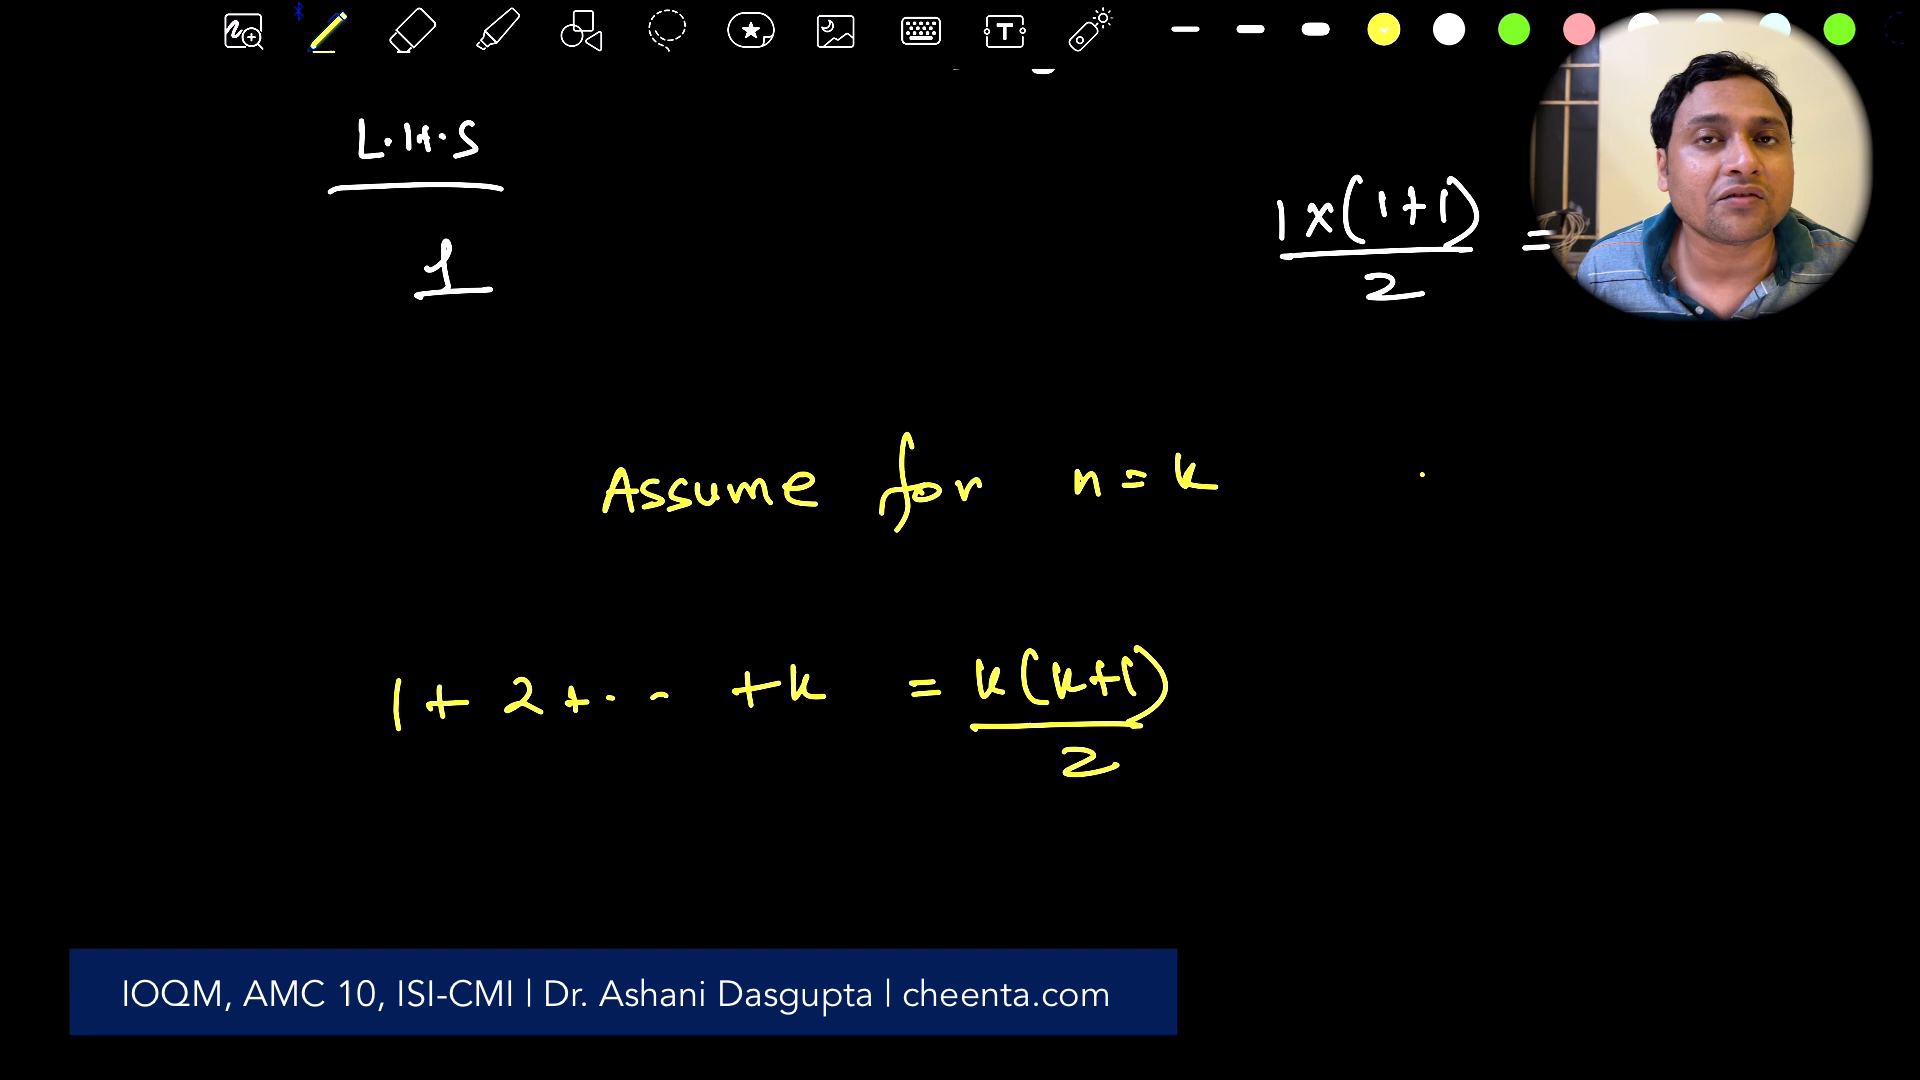 L.H.S
1
1x(1+1)/2 =
Assume for n = k
1 + 2 + ... + k = k(k+1)/2
IOQM, AMC 10, ISI-CMI | Dr. Ashani Dasgupta | cheenta.com